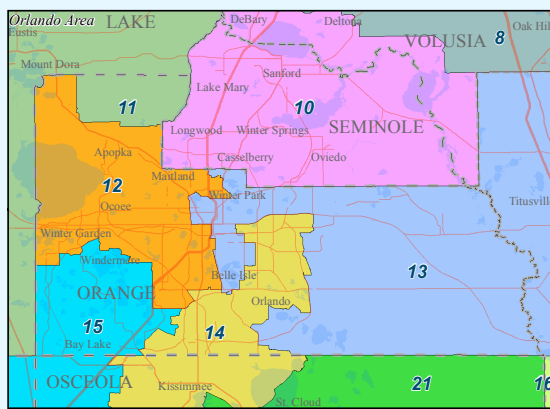 Orlando Area
LAKE
DeBary
Deltona
Oak Hil
Eustis
VOLUSIA
8
Mount Dora
Sanford
Lake Mary
11
10
Longwood
Winter Springs
SEMINOLE
Apopka
Casselberry
Oviedo
Maitland
12
Winter Park
Titusvill
Ocoee
Winter Garden
Windermere
13
Belle Isle
ORANGE
Orlando
15
14
Bay Lake
OSCEOLA
Kissimmee
21
16
St. Cloud